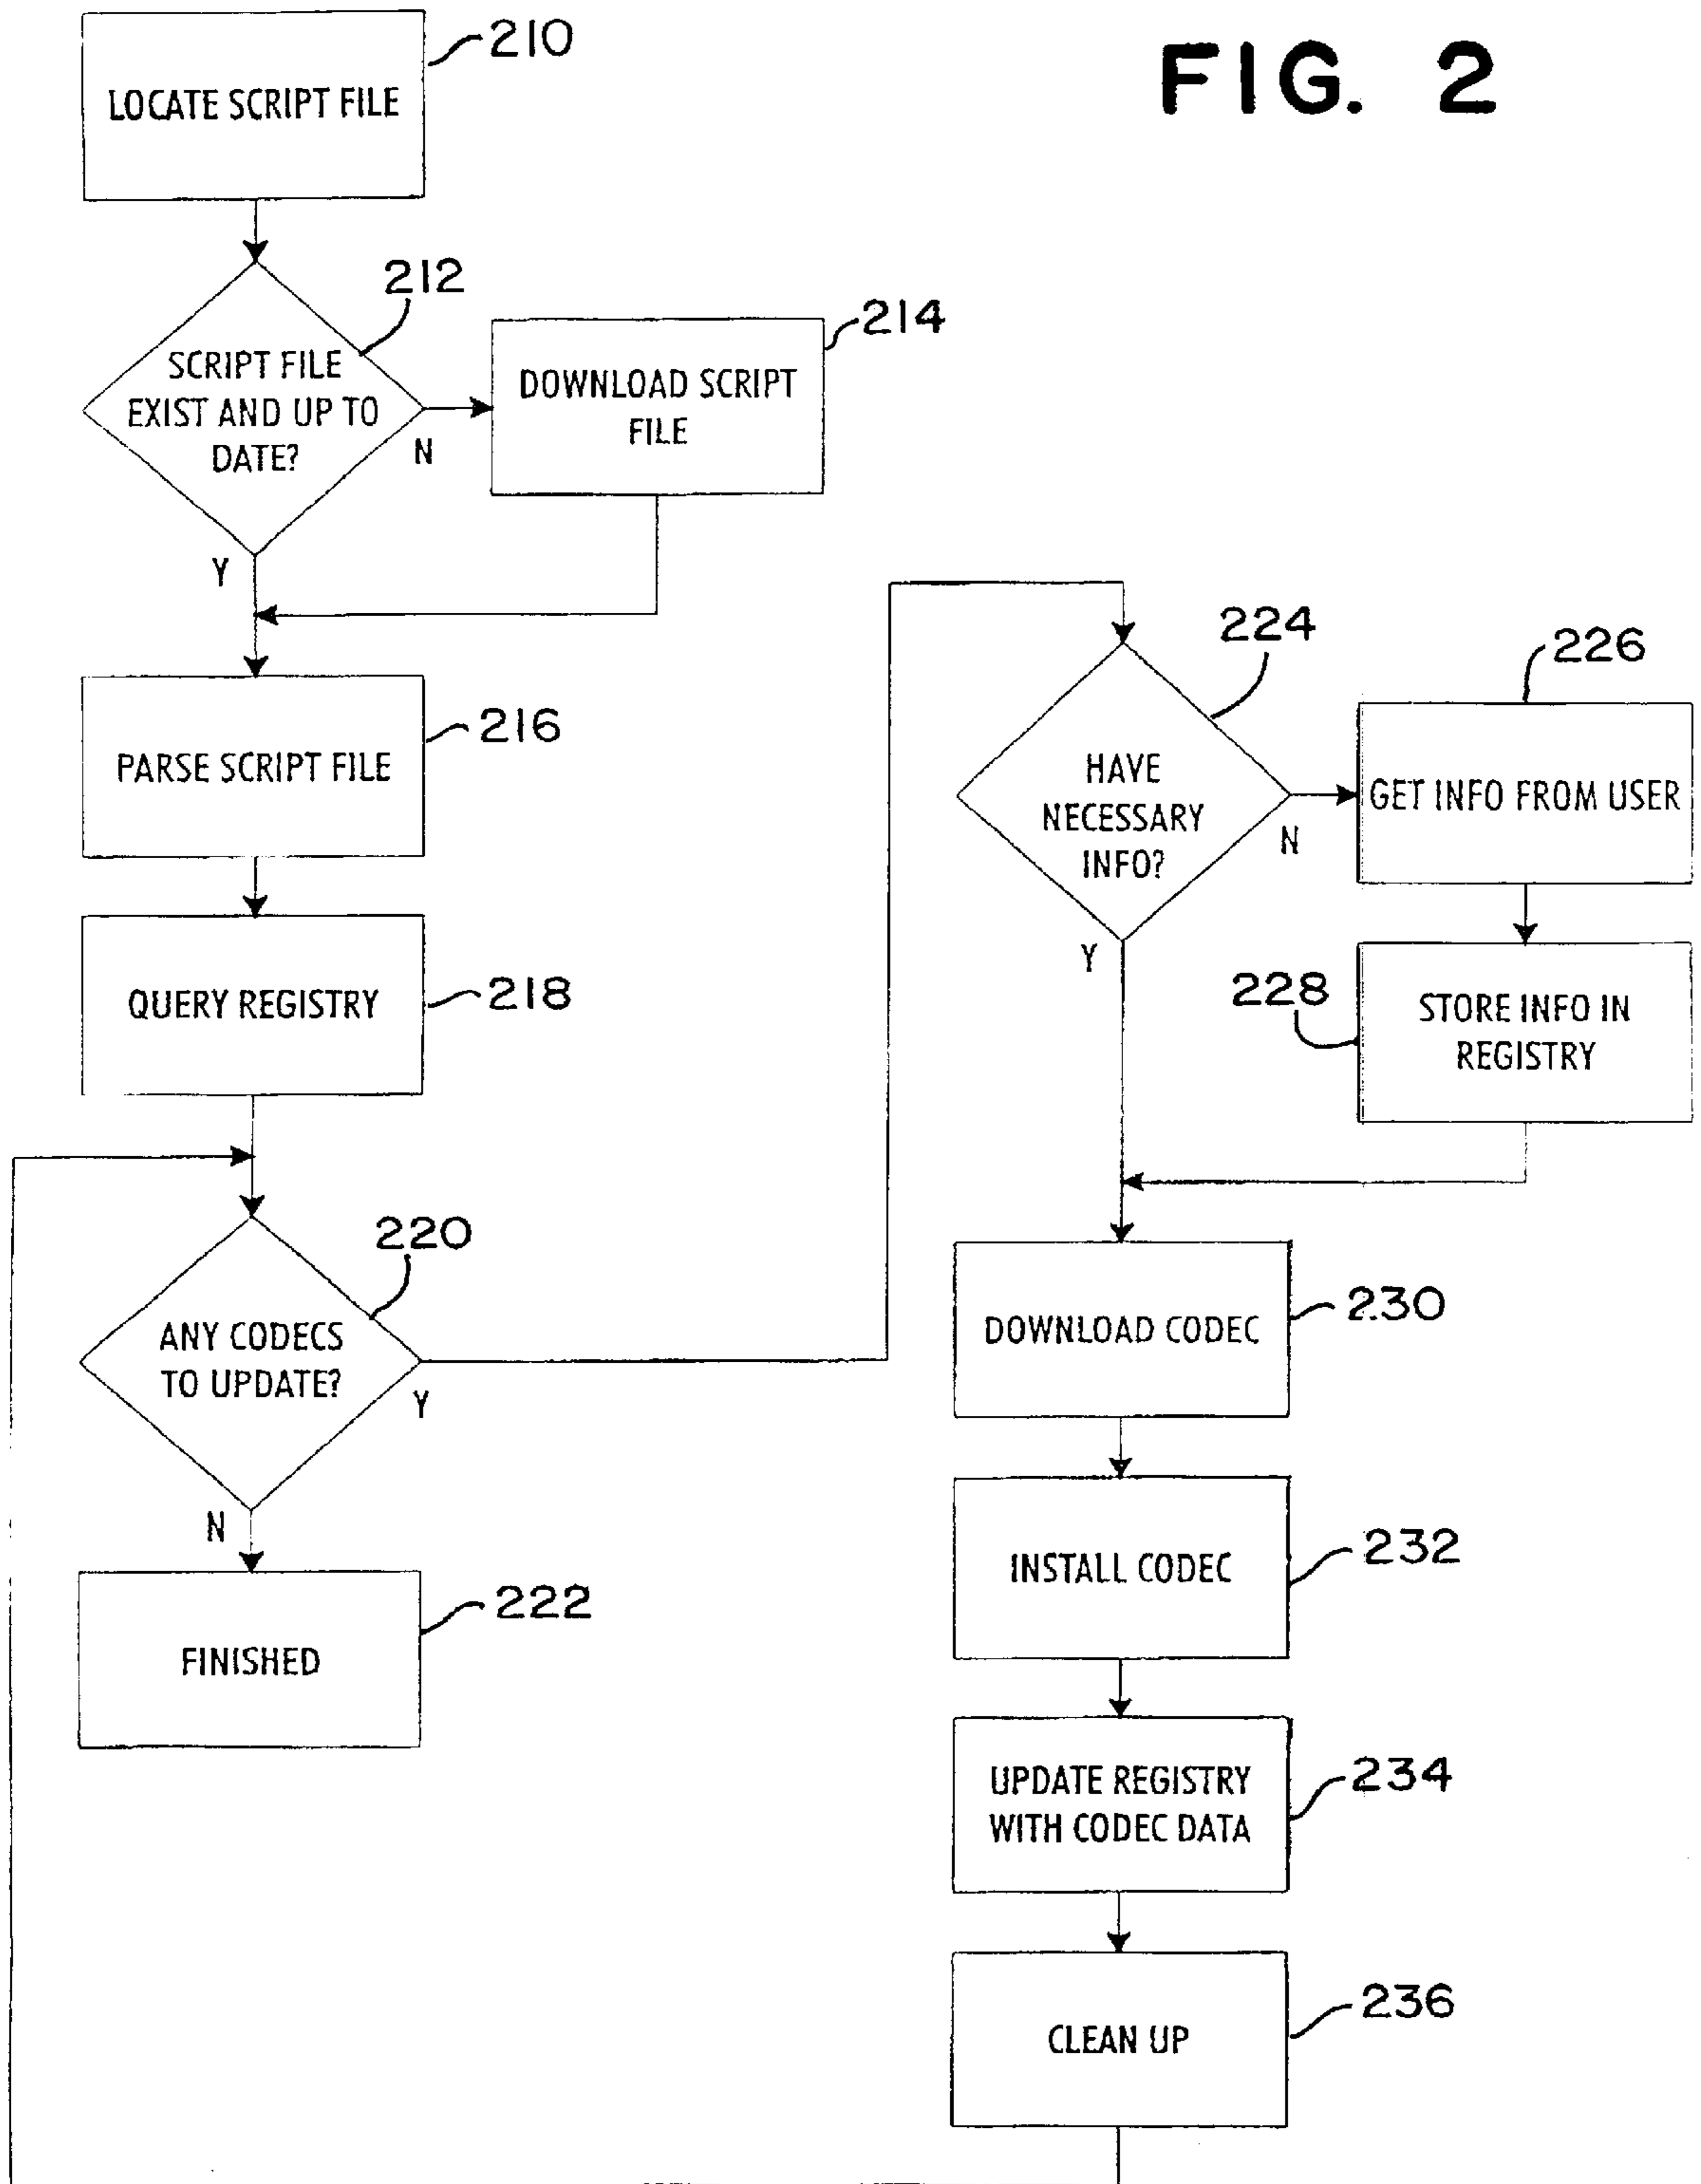 FIG. 2
210
LOCATE SCRIPT FILE
212
SCRIPT FILE
EXIST AND UP TO
DATE?
N
Y
214
DOWNLOAD SCRIPT
FILE
216
PARSE SCRIPT FILE
218
QUERY REGISTRY
220
ANY CODECS
TO UPDATE?
Y
N
222
FINISHED
224
HAVE
NECESSARY
INFO?
N
Y
226
GET INFO FROM USER
228
STORE INFO IN
REGISTRY
230
DOWNLOAD CODEC
232
INSTALL CODEC
234
UPDATE REGISTRY
WITH CODEC DATA
236
CLEAN UP